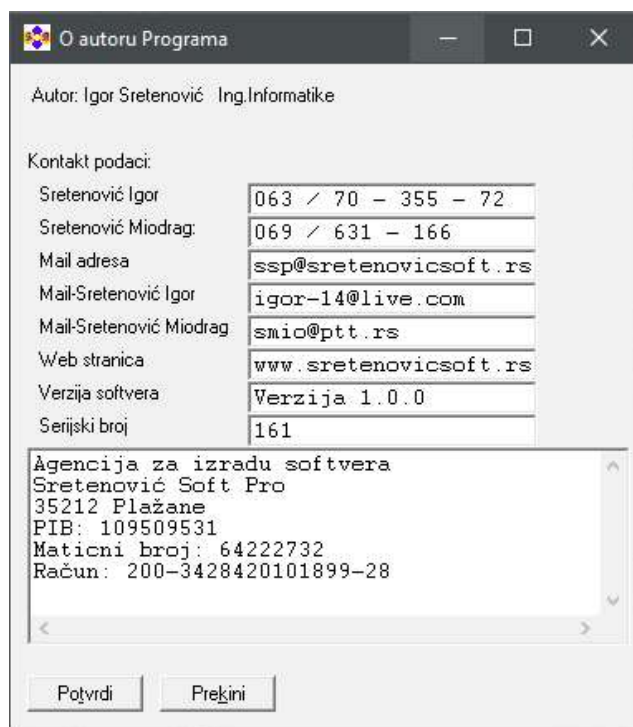 O autoru Programa
Autor: Igor Sretenović Ing.Informatike
Kontakt podaci:
Sretenović Igor 063 / 70 - 355 - 72
Sretenović Miodrag: 069 / 631 - 166
Mail adresa ssp@sretenovicsoft.rs
Mail-Sretenović Igor igor-14@live.com
Mail-Sretenović Miodrag smio@ptt.rs
Web stranica www.sretenovicsoft.rs
Verzija softvera Verzija 1.0.0
Serijski broj 161
Agencija za izradu softvera
Sretenović Soft Pro
35212 Plažane
PIB: 109509531
Maticni broj: 64222732
Račun: 200-3428420101899-28
Potvrdi Prekini